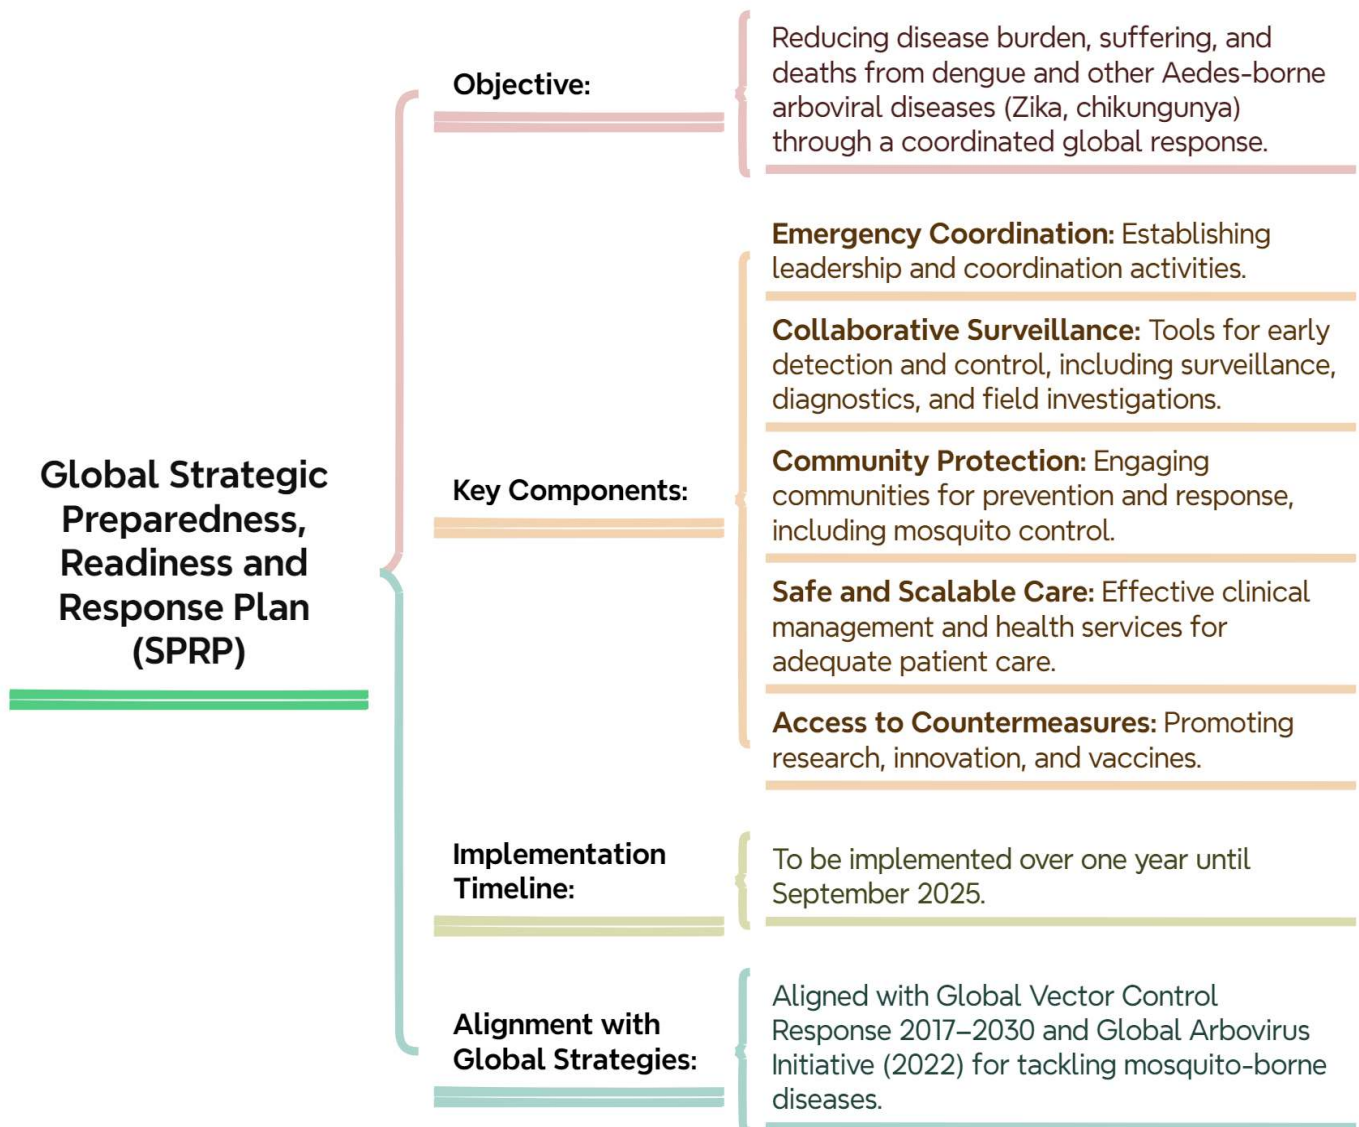 Global Strategic
Preparedness,
Readiness and
Response Plan
(SPRP)
Objective:
Reducing disease burden, suffering, and
deaths from dengue and other Aedes-borne
arboviral diseases (Zika, chikungunya)
through a coordinated global response.
Key Components:
Emergency Coordination: Establishing
leadership and coordination activities.
Collaborative Surveillance: Tools for early
detection and control, including surveillance,
diagnostics, and field investigations.
Community Protection: Engaging
communities for prevention and response,
including mosquito control.
Safe and Scalable Care: Effective clinical
management and health services for
adequate patient care.
Access to Countermeasures: Promoting
research, innovation, and vaccines.
Implementation
Timeline:
To be implemented over one year until
September 2025.
Alignment with
Global Strategies:
Aligned with Global Vector Control
Response 2017–2030 and Global Arbovirus
Initiative (2022) for tackling mosquito-borne
diseases.